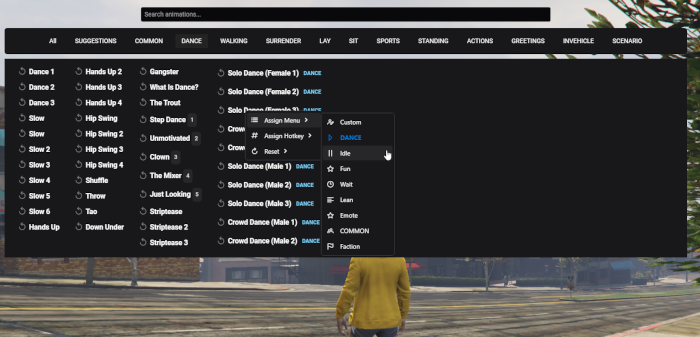 Search animations...
All SUGGESTIONS COMMON DANCE WALKING SURRENDER LAY SIT SPORTS STANDING ACTIONS GREETINGS INVEHICLE SCENARIO
Dance 1
Dance 2
Dance 3
Slow
Slow
Slow 2
Slow 3
Slow 4
Slow 5
Slow 6
Hands Up
Hands Up 2
Hands Up 3
Hands Up 4
Hip Swing
Hip Swing 2
Hip Swing 3
Hip Swing 4
Shuffle
Throw
Tao
Down Under
Gangster
What Is Dance?
The Trout
Step Dance 1
Unmotivated 2
Clown 3
The Mixer 4
Just Looking 5
Striptease
Striptease 2
Striptease 3
Solo Dance (Female 1) DANCE
Solo Dance (Female 2) DANCE
Solo Dance (Female 3) DANCE
Crowd
Crowd
Solo Dance (Male 1) DANCE
Solo Dance (Male 2) DANCE
Solo Dance (Male 3) DANCE
Crowd Dance (Male 1) DANCE
Crowd Dance (Male 2) DANCE
Assign Menu
Assign Hotkey
Reset
Custom
DANCE
Idle
Fun
Wait
Lean
Emote
COMMON
Faction